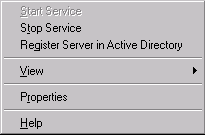 Start Service
Stop Service
Register Server in Active Directory
View
Properties
Help